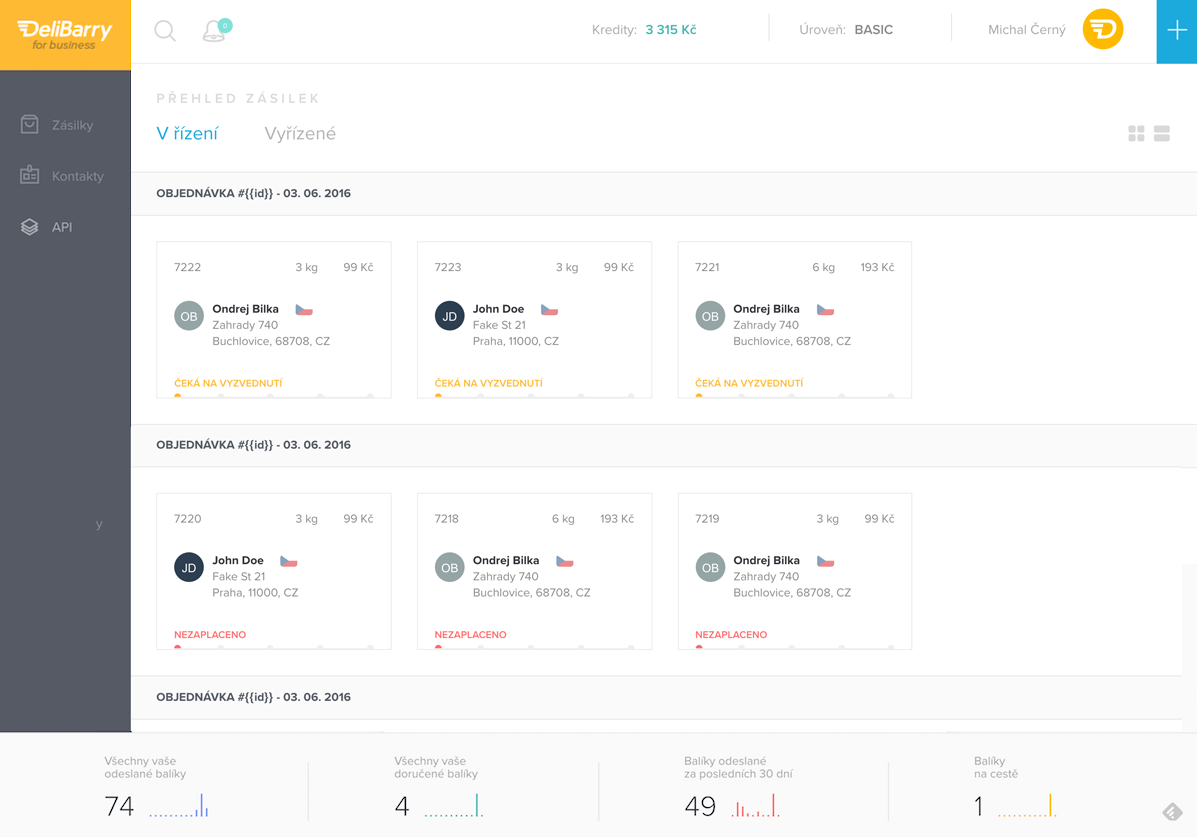 DeliBarry
for business
0
Kredity: 3 315 Kč
Úroveň: BASIC
Michal Černý
Zásilky
Kontakty
API
y
PŘEHLED ZÁSILEK
V řízení Vyřízené
OBJEDNÁVKA #{{id}} - 03. 06. 2016
7222 3 kg 99 Kč
OB
Ondrej Bilka
Zahrady 740
Buchlovice, 68708, CZ
ČEKÁ NA VYZVEDNUTÍ
7223 3 kg 99 Kč
JD
John Doe
Fake St 21
Praha, 11000, CZ
ČEKÁ NA VYZVEDNUTÍ
7221 6 kg 193 Kč
OB
Ondrej Bilka
Zahrady 740
Buchlovice, 68708, CZ
ČEKÁ NA VYZVEDNUTÍ
OBJEDNÁVKA #{{id}} - 03. 06. 2016
7220 3 kg 99 Kč
JD
John Doe
Fake St 21
Praha, 11000, CZ
NEZAPLACENO
7218 6 kg 193 Kč
OB
Ondrej Bilka
Zahrady 740
Buchlovice, 68708, CZ
NEZAPLACENO
7219 3 kg 99 Kč
OB
Ondrej Bilka
Zahrady 740
Buchlovice, 68708, CZ
NEZAPLACENO
OBJEDNÁVKA #{{id}} - 03. 06. 2016
Všechny vaše
odeslané balíky
74
Všechny vaše
doručené balíky
4
Balíky odeslané
za posledních 30 dní
49
Balíky
na cestě
1